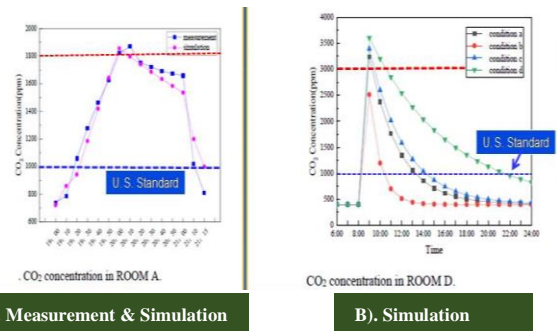 2000
1800
1600
1400
1200
1000
800
600
CO₂ Concentration(ppm)
measurement
simulation
U.S. Standard
. CO₂ concentration in ROOM A.
4000
3500
3000
2500
2000
1500
1000
500
0
CO₂ Concentration(ppm)
condition a
condition b
condition c
condition d
U.S. Standard
6:00 8:00 10:00 12:00 14:00 16:00 18:00 20:00 22:00 24:00
Time
CO₂ concentration in ROOM D.
Measurement & Simulation
B). Simulation